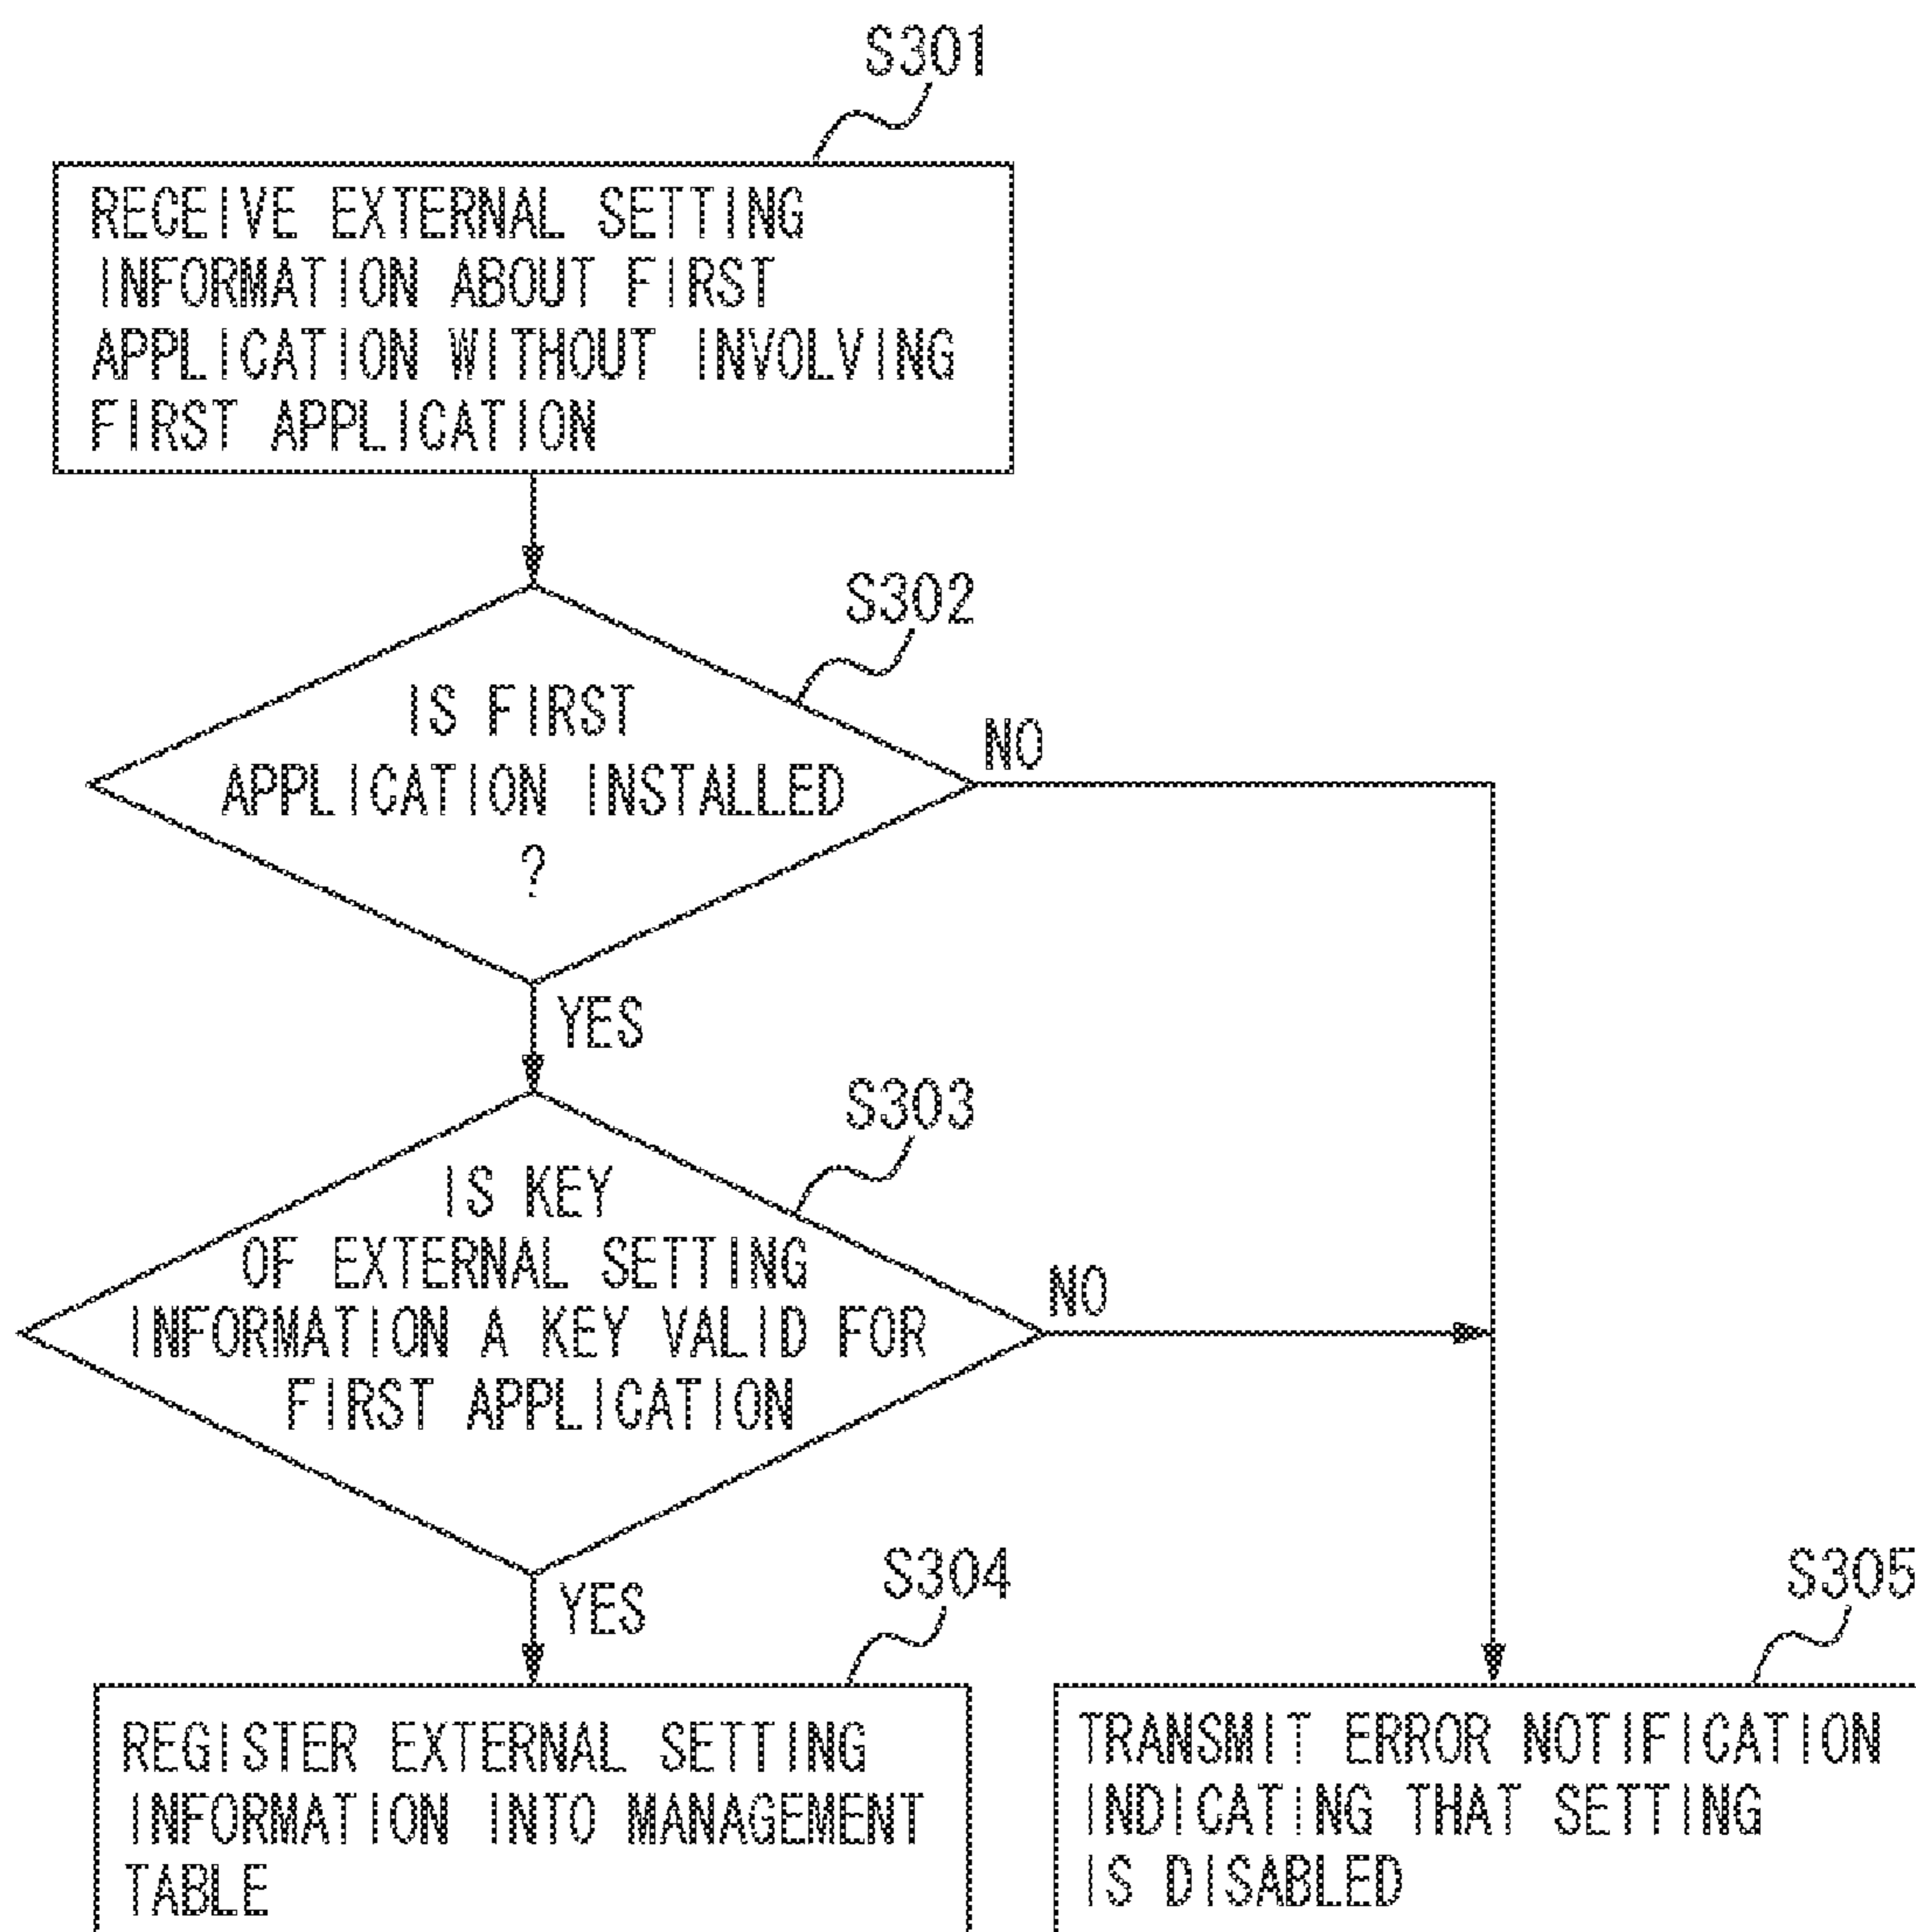 S301
RECEIVE EXTERNAL SETTING
INFORMATION ABOUT FIRST
APPLICATION WITHOUT INVOLVING
FIRST APPLICATION
S302
IS FIRST
APPLICATION INSTALLED
?
NO
YES
S303
IS KEY
OF EXTERNAL SETTING
INFORMATION A KEY VALID FOR
FIRST APPLICATION
NO
YES
S304
REGISTER EXTERNAL SETTING
INFORMATION INTO MANAGEMENT
TABLE
S305
TRANSMIT ERROR NOTIFICATION
INDICATING THAT SETTING
IS DISABLED